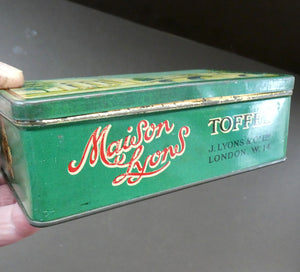 Maison
Lyons
TOFFEE
J. LYONS & Co LTD
LONDON, W. 14